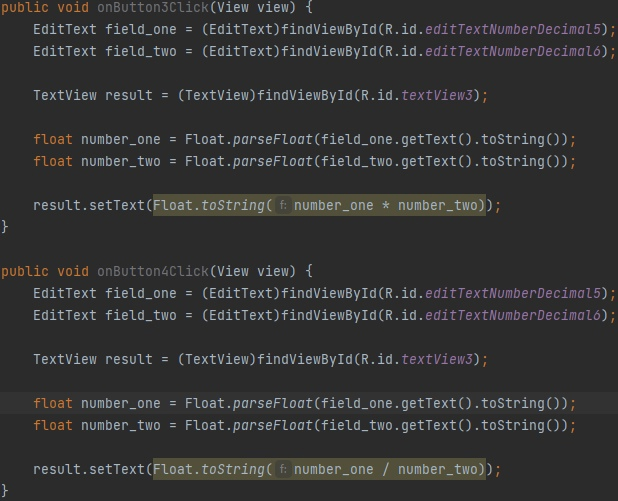 public void onButton3Click(View view) {
EditText field_one = (EditText)findViewById(R.id.editTextNumberDecimal5);
EditText field_two = (EditText)findViewById(R.id.editTextNumberDecimal6);
TextView result = (TextView)findViewById(R.id.textView3);
float number_one = Float.parseFloat(field_one.getText().toString());
float number_two = Float.parseFloat(field_two.getText().toString());
result.setText(Float.toString( f: number_one * number_two));
}
public void onButton4Click(View view) {
EditText field_one = (EditText)findViewById(R.id.editTextNumberDecimal5);
EditText field_two = (EditText)findViewById(R.id.editTextNumberDecimal6);
TextView result = (TextView)findViewById(R.id.textView3);
float number_one = Float.parseFloat(field_one.getText().toString());
float number_two = Float.parseFloat(field_two.getText().toString());
result.setText(Float.toString( f: number_one / number_two));
}